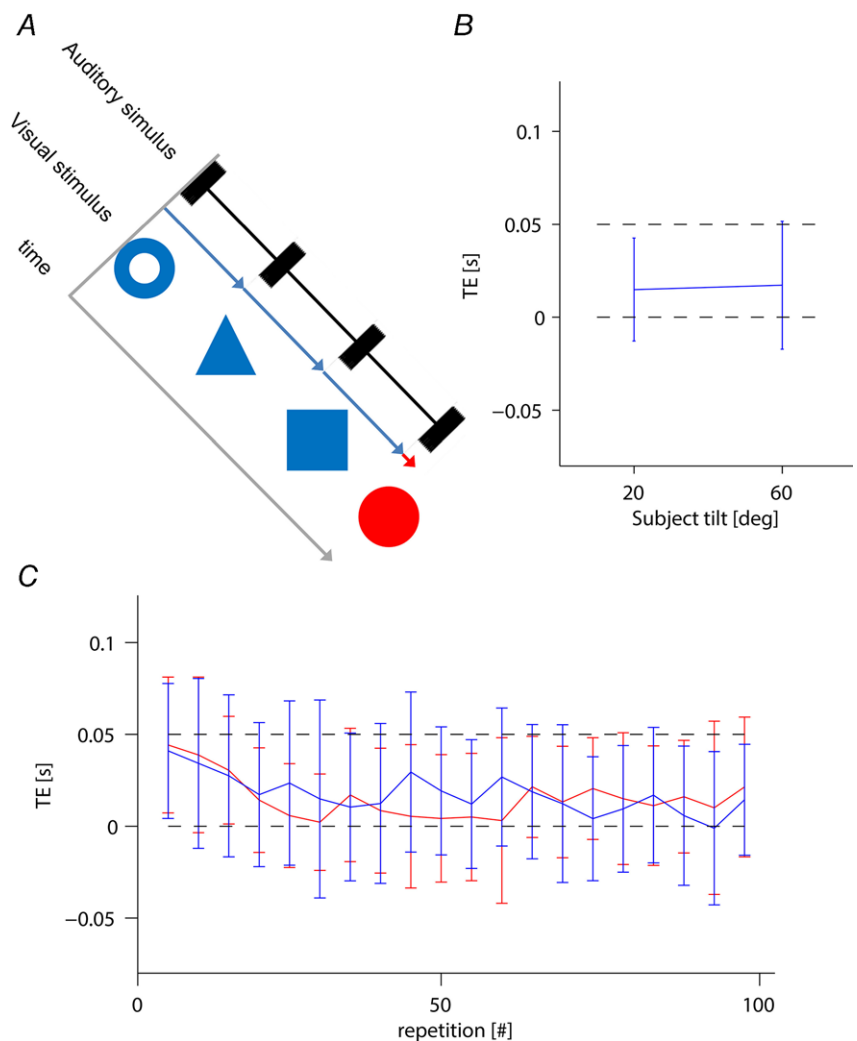 A
Auditory simulus
Visual stimulus
time
B
0.1
0.05
0
−0.05
TE [s]
20
60
Subject tilt [deg]
C
0.1
0.05
0
−0.05
TE [s]
0
50
100
repetition [#]